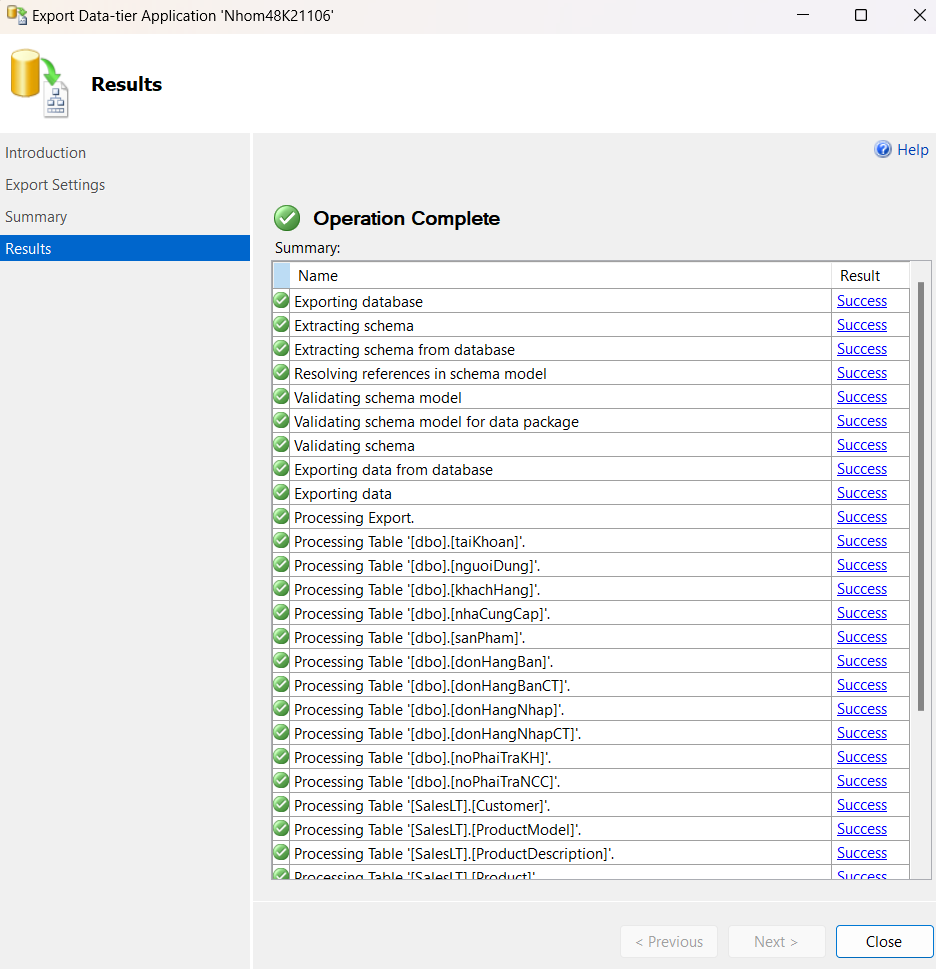 Export Data-tier Application 'Nhom48K21106'
Results
Introduction
Export Settings
Summary
Results
Help
Operation Complete
Summary:
Name Result
Exporting database Success
Extracting schema Success
Extracting schema from database Success
Resolving references in schema model Success
Validating schema model Success
Validating schema model for data package Success
Validating schema Success
Exporting data from database Success
Exporting data Success
Processing Export. Success
Processing Table '[dbo].[taiKhoan]'. Success
Processing Table '[dbo].[nguoiDung]'. Success
Processing Table '[dbo].[khachHang]'. Success
Processing Table '[dbo].[nhaCungCap]'. Success
Processing Table '[dbo].[sanPham]'. Success
Processing Table '[dbo].[donHangBan]'. Success
Processing Table '[dbo].[donHangBanCT]'. Success
Processing Table '[dbo].[donHangNhap]'. Success
Processing Table '[dbo].[donHangNhapCT]'. Success
Processing Table '[dbo].[noPhaiTraKH]'. Success
Processing Table '[dbo].[noPhaiTraNCC]'. Success
Processing Table '[SalesLT].[Customer]'. Success
Processing Table '[SalesLT].[ProductModel]'. Success
Processing Table '[SalesLT].[ProductDescription]'. Success
Processing Table '[SalesLT].[Product]'. Success
< Previous
Next >
Close